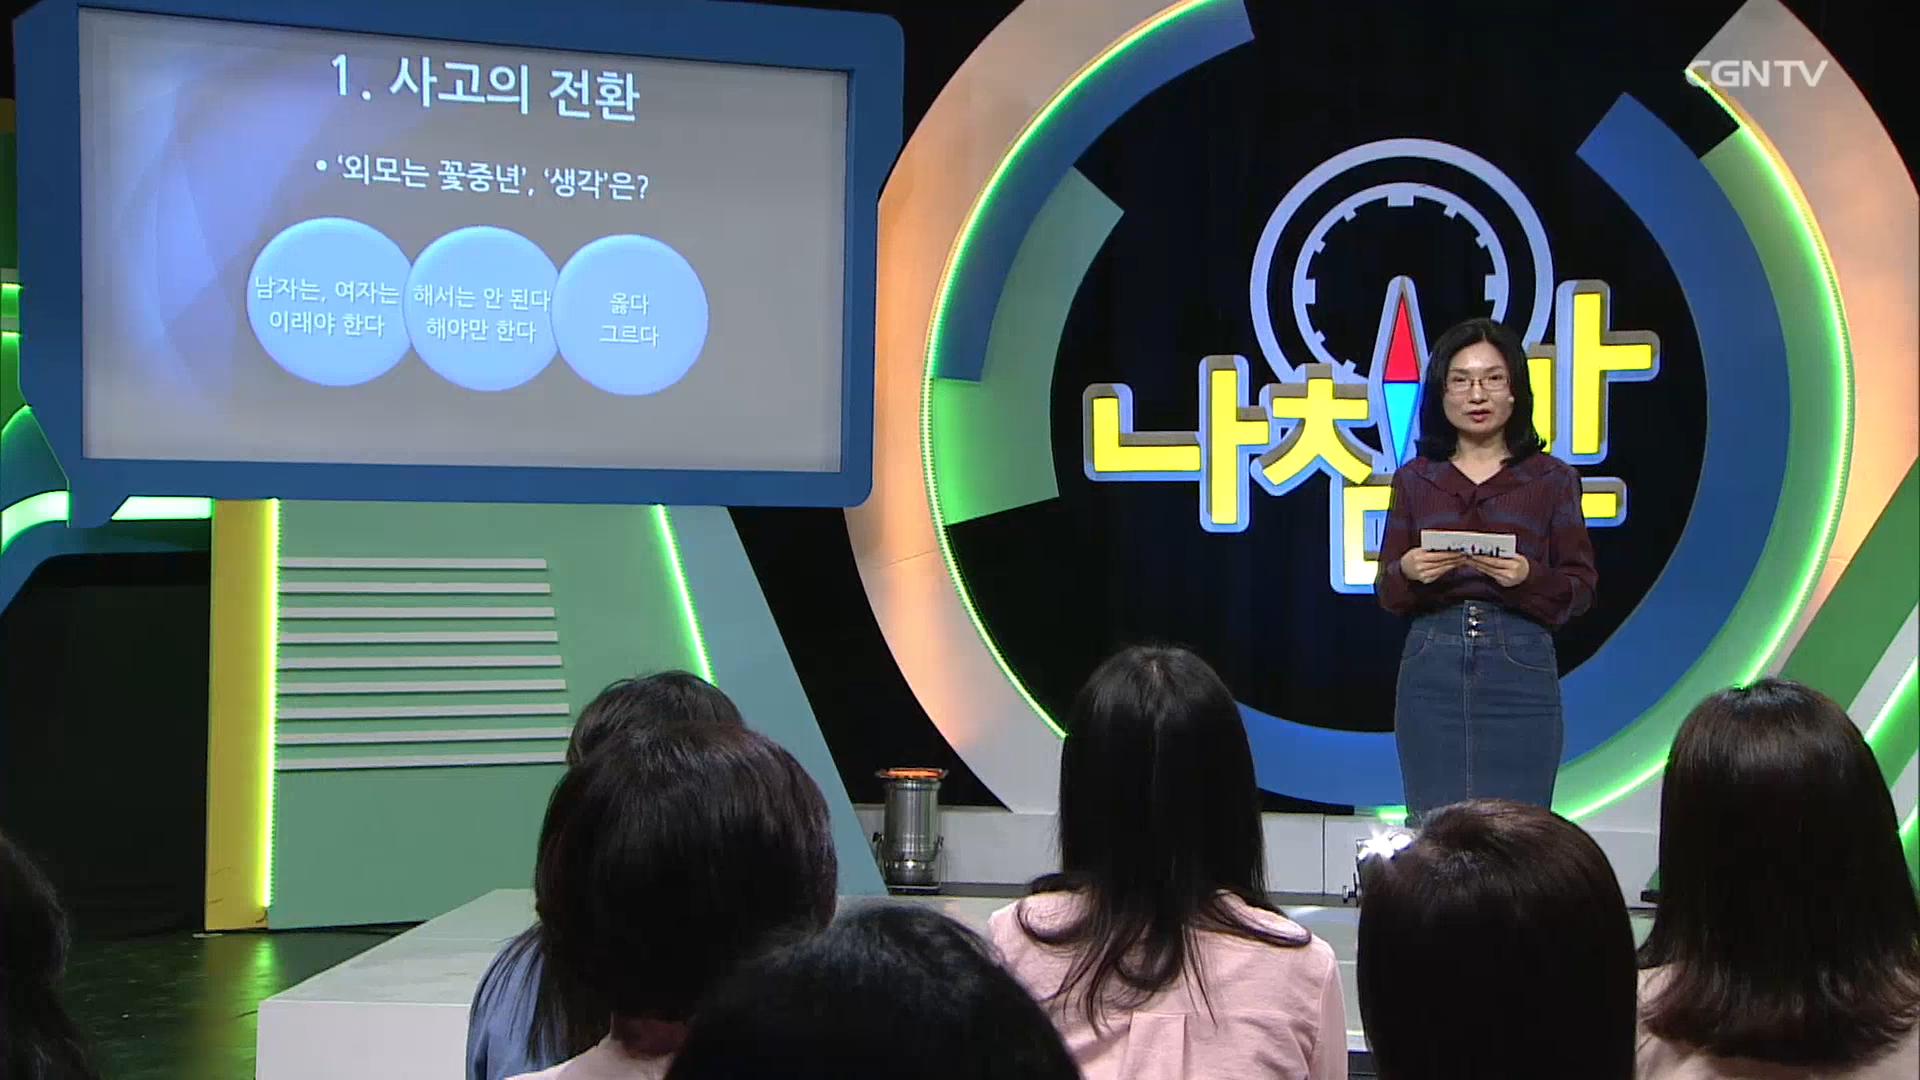 1. 사고의 전환
• ‘외모는 꽃중년’, ‘생각’은?
남자는, 여자는
이래야 한다
해서는 안 된다
해야만 한다
옳다
그르다
CGNTV
나침반